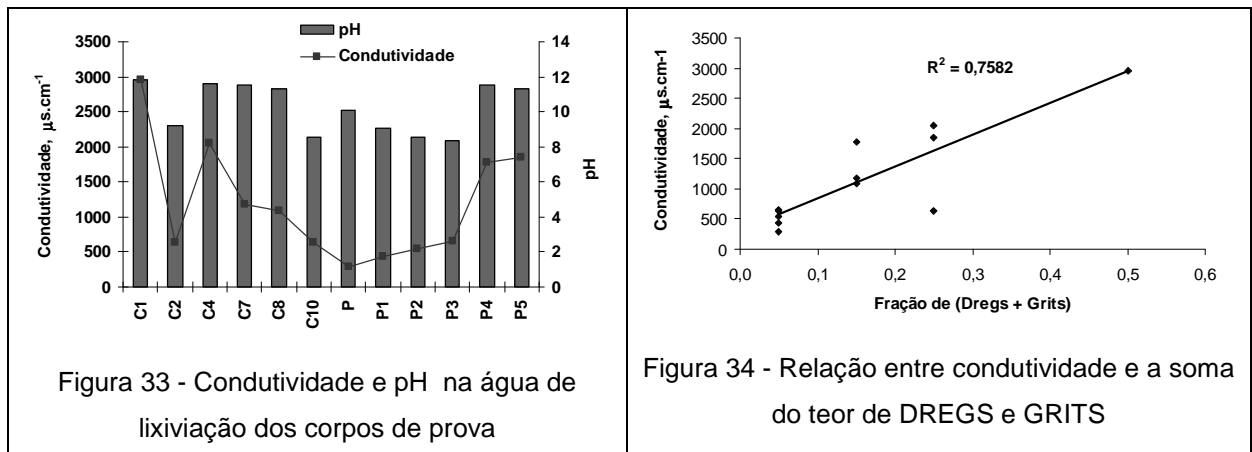 pH
Condutividade
Condutividade, µs.cm-1
3500
3000
2500
2000
1500
1000
500
0
14
12
10
8
6
4
2
0
pH
C1 C2 C4 C7 C8 C10 P P1 P2 P3 P4 P5
Figura 33 - Condutividade e pH na água de
lixiviação dos corpos de prova
R² = 0,7582
Condutividade, µs.cm-1
3500
3000
2500
2000
1500
1000
500
0
0,0 0,1 0,2 0,3 0,4 0,5 0,6
Fração de (Dregs + Grits)
Figura 34 - Relação entre condutividade e a soma
do teor de DREGS e GRITS